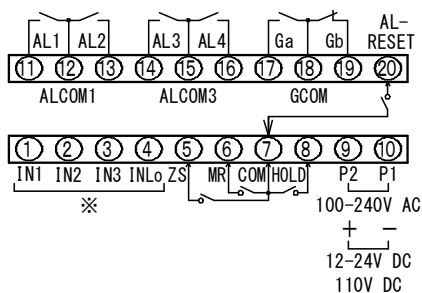 AL1 AL2 AL3 AL4 Ga Gb AL-
RESET
11 12 13 14 15 16 17 18 19 20
ALCOM1 ALCOM3 GCOM
1 2 3 4 5 6 7 8 9 10
IN1 IN2 IN3 INLo ZS MR COM HOLD P2 P1
※ 100-240V AC
+ −
12-24V DC
110V DC